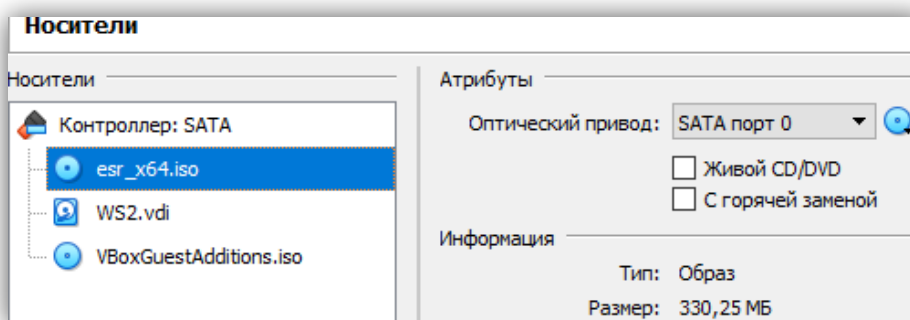 Носители
Носители
Атрибуты
Контроллер: SATA
Оптический привод: SATA порт 0
esr_x64.iso
Живой CD/DVD
WS2.vdi
С горячей заменой
VBoxGuestAdditions.iso
Информация
Тип: Образ
Размер: 330,25 МБ